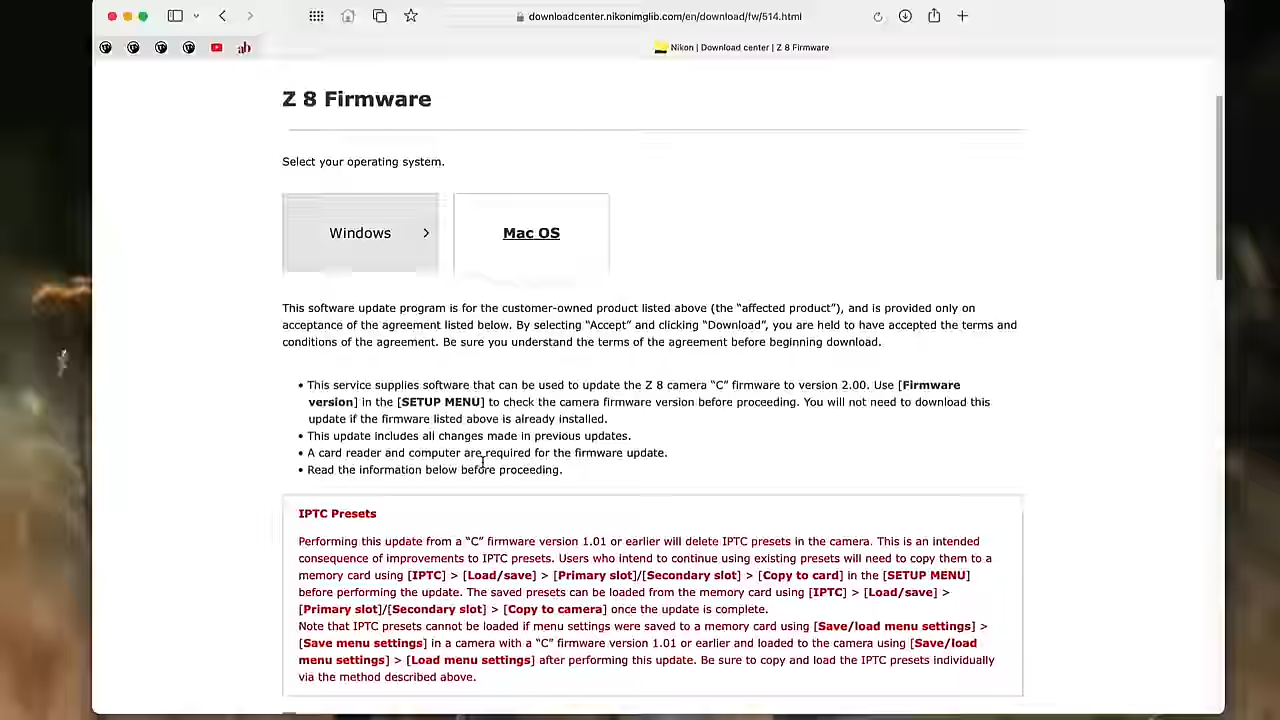 downloadcenter.nikonimglib.com/en/download/fw/514.html
Nikon | Download center | Z 8 Firmware
Z 8 Firmware
Select your operating system.
Windows
Mac OS
This software update program is for the customer-owned product listed above (the “affected product”), and is provided only on
acceptance of the agreement listed below. By selecting “Accept” and clicking “Download”, you are held to have accepted the terms and
conditions of the agreement. Be sure you understand the terms of the agreement before beginning download.
• This service supplies software that can be used to update the Z 8 camera “C” firmware to version 2.00. Use [Firmware
version] in the [SETUP MENU] to check the camera firmware version before proceeding. You will not need to download this
update if the firmware listed above is already installed.
• This update includes all changes made in previous updates.
• A card reader and computer are required for the firmware update.
• Read the information below before proceeding.
IPTC Presets
Performing this update from a “C” firmware version 1.01 or earlier will delete IPTC presets in the camera. This is an intended
consequence of improvements to IPTC presets. Users who intend to continue using existing presets will need to copy them to a
memory card using [IPTC] > [Load/save] > [Primary slot]/[Secondary slot] > [Copy to card] in the [SETUP MENU]
before performing the update. The saved presets can be loaded from the memory card using [IPTC] > [Load/save] >
[Primary slot]/[Secondary slot] > [Copy to camera] once the update is complete.
Note that IPTC presets cannot be loaded if menu settings were saved to a memory card using [Save/load menu settings] >
[Save menu settings] in a camera with a “C” firmware version 1.01 or earlier and loaded to the camera using [Save/load
menu settings] > [Load menu settings] after performing this update. Be sure to copy and load the IPTC presets individually
via the method described above.